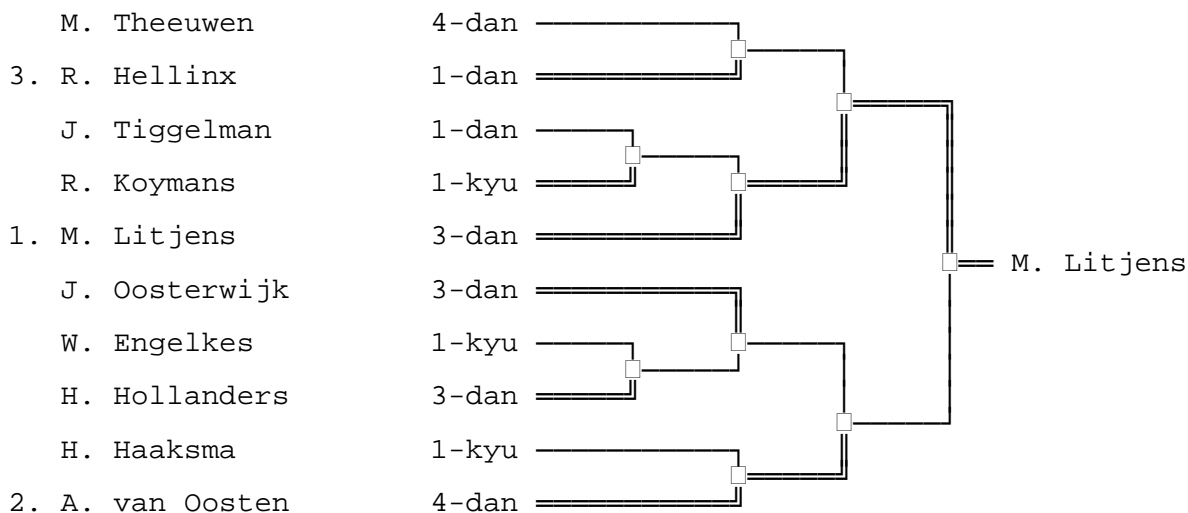 M. Theeuwen 4-dan
3. R. Hellinx 1-dan
J. Tiggelman 1-dan
R. Koymans 1-kyu
1. M. Litjens 3-dan
M. Litjens
J. Oosterwijk 3-dan
W. Engelkes 1-kyu
H. Hollanders 3-dan
H. Haaksma 1-kyu
2. A. van Oosten 4-dan